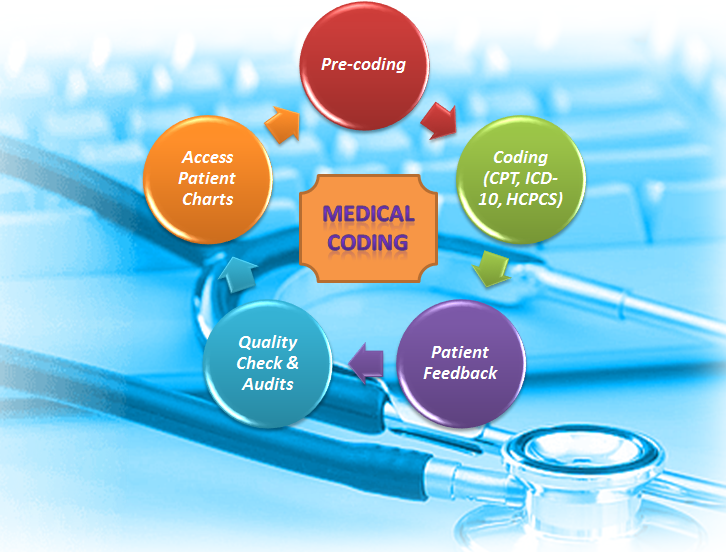 Pre-coding
Access
Patient
Charts
Coding
(CPT, ICD-
10, HCPCS)
MEDICAL
CODING
Quality
Check &
Audits
Patient
Feedback